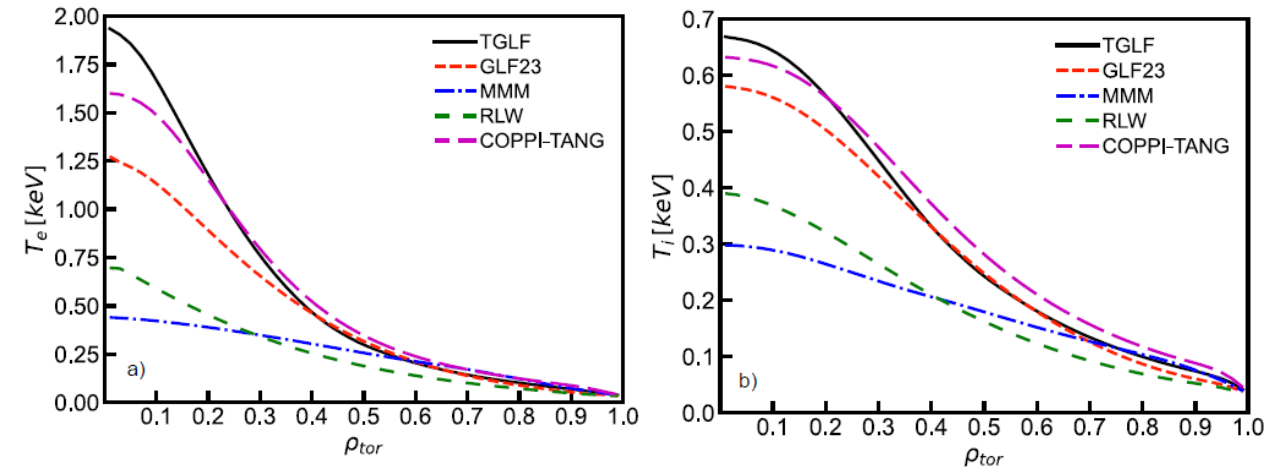 2.00
1.75
1.50
1.25
1.00
0.75
0.50
0.25
0.00
T_e [keV]
TGLF
GLF23
MMM
RLW
COPPI-TANG
a)
0.1 0.2 0.3 0.4 0.5 0.6 0.7 0.8 0.9 1.0
ρ_tor
0.7
0.6
0.5
0.4
0.3
0.2
0.1
0.0
T_i [keV]
TGLF
GLF23
MMM
RLW
COPPI-TANG
b)
0.1 0.2 0.3 0.4 0.5 0.6 0.7 0.8 0.9 1.0
ρ_tor